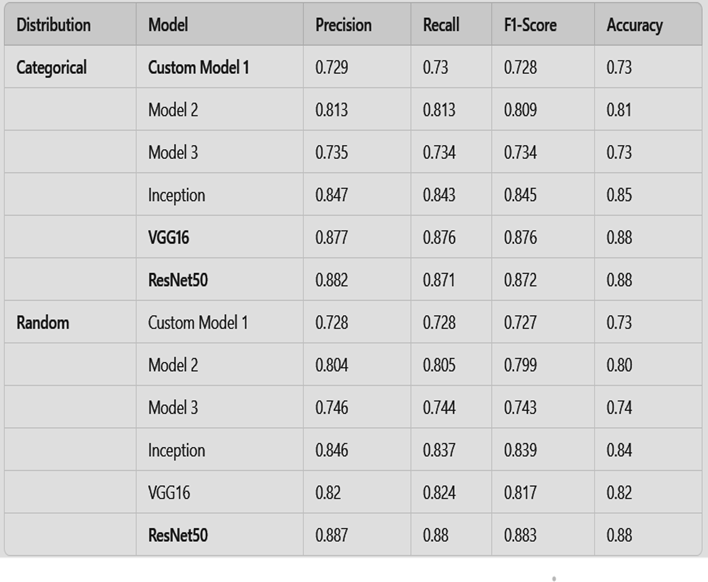 Distribution Model Precision Recall F1-Score Accuracy
Categorical Custom Model 1 0.729 0.73 0.728 0.73
Model 2 0.813 0.813 0.809 0.81
Model 3 0.735 0.734 0.734 0.73
Inception 0.847 0.843 0.845 0.85
VGG16 0.877 0.876 0.876 0.88
ResNet50 0.882 0.871 0.872 0.88
Random Custom Model 1 0.728 0.728 0.727 0.73
Model 2 0.804 0.805 0.799 0.80
Model 3 0.746 0.744 0.743 0.74
Inception 0.846 0.837 0.839 0.84
VGG16 0.82 0.824 0.817 0.82
ResNet50 0.887 0.88 0.883 0.88